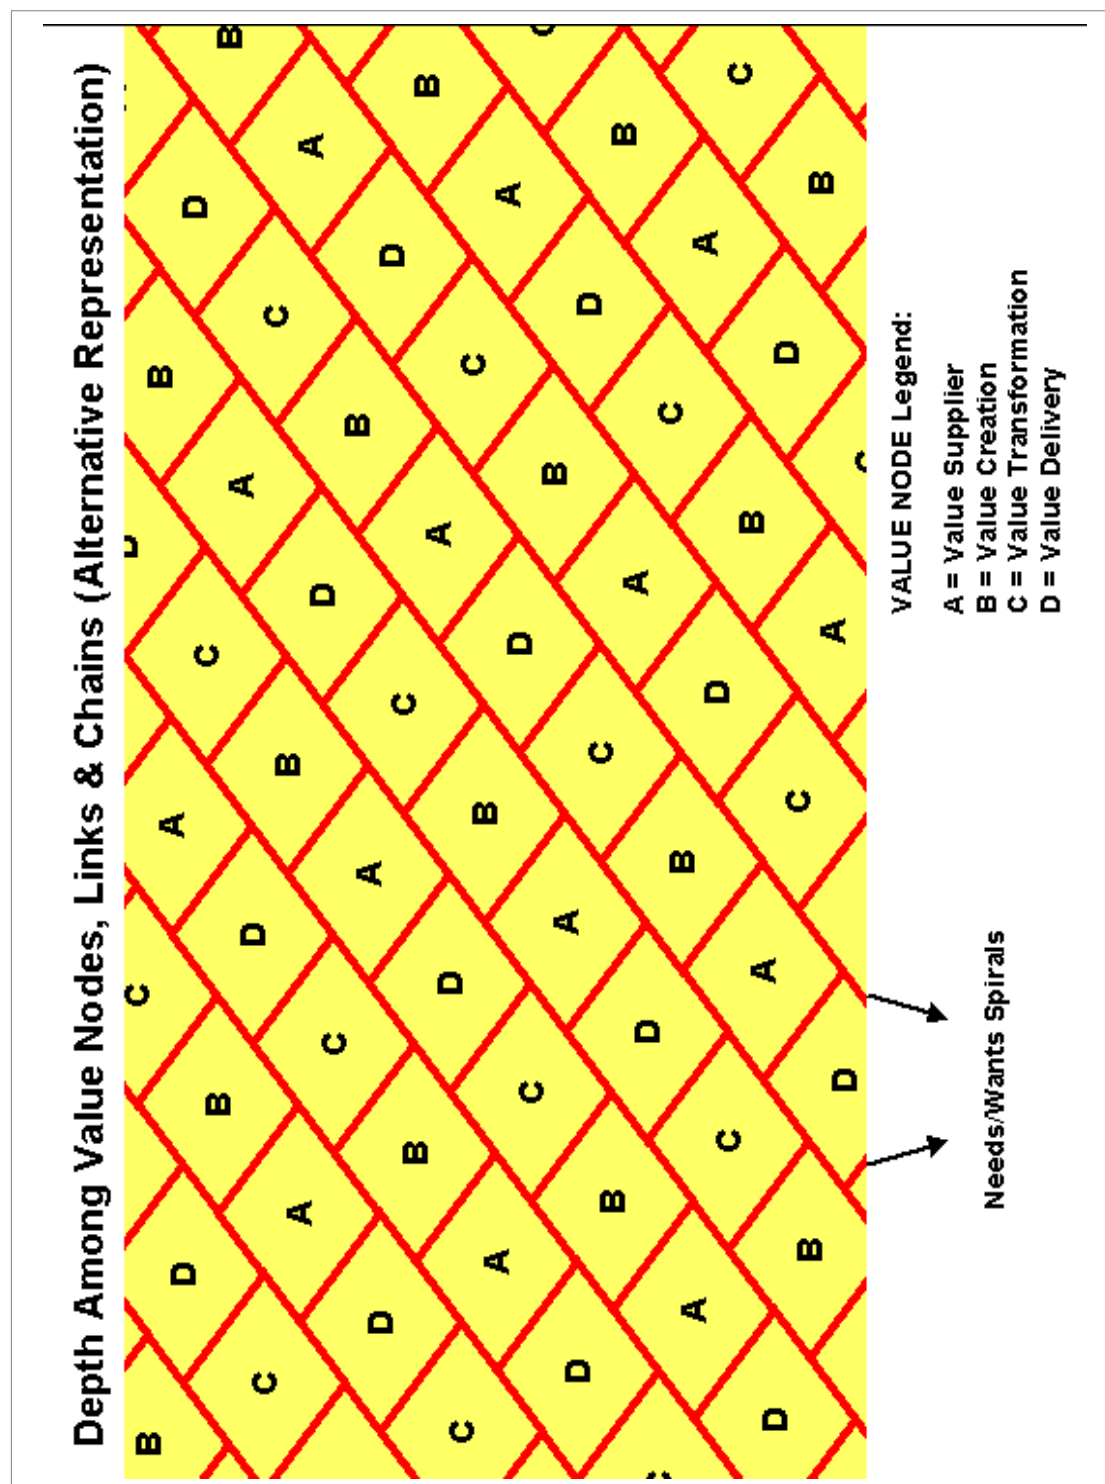 Depth Among Value Nodes, Links & Chains (Alternative Representation)
B
C D
C D A B C
D A B C D A
D A B C D A B C D
B C D A B C D A B
D A B C D A B C D
C D A B C D A B
A B C D A B
D A B C
B C
VALUE NODE Legend:
A = Value Supplier
B = Value Creation
C = Value Transformation
D = Value Delivery
Needs/Wants Spirals